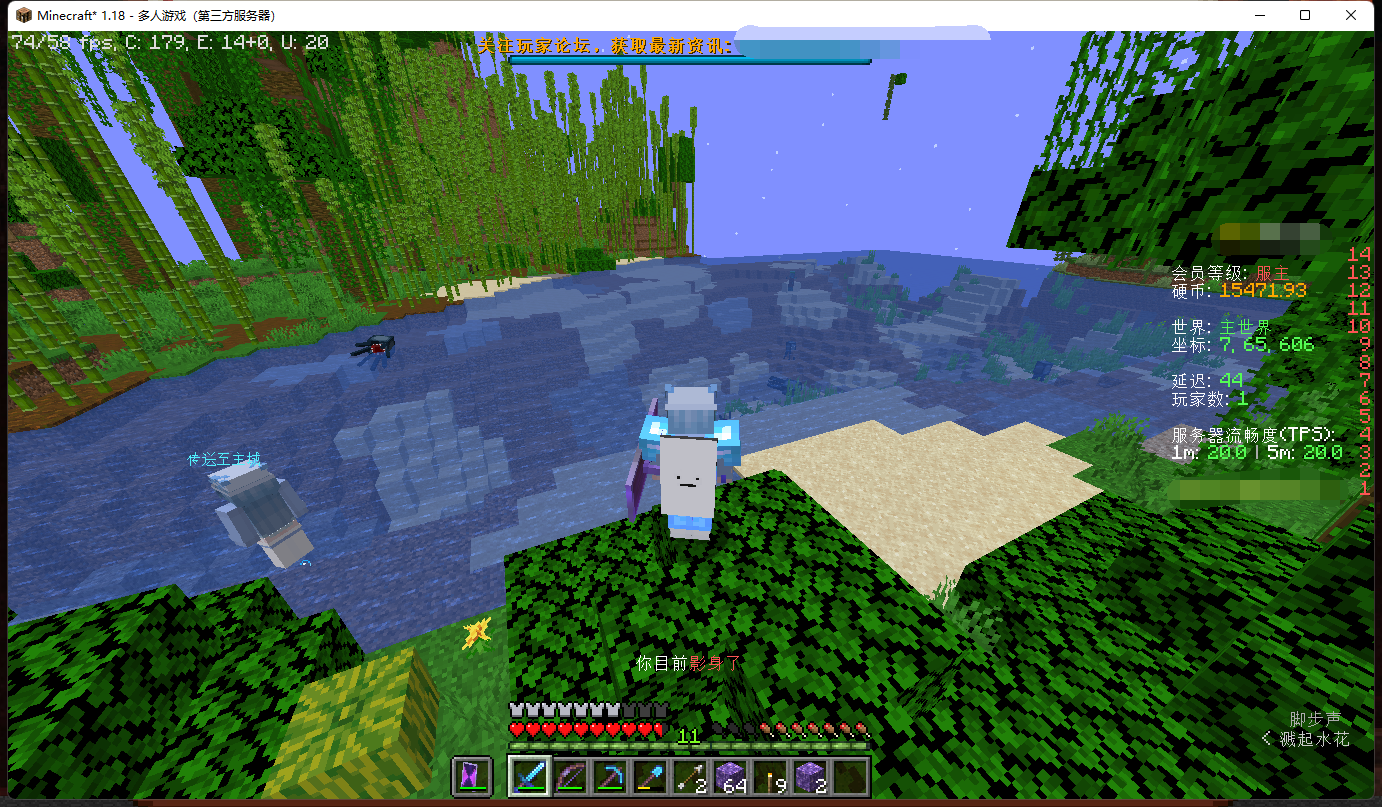 Minecraft* 1.18 - 多人游戏（第三方服务器）
74/58 fps, C: 179, E: 14+0, U: 20
关注玩家论坛，获取最新资讯：
14
会员等级: 服主 13
硬币: 15471.93 12
11
世界: 主世界 10
坐标: 7, 65, 606 9
8
延迟: 44 7
玩家数: 1 6
5
服务器流畅度(TPS): 4
1m: 20.0 | 5m: 20.0 3
2
1
传送至主城
你目前影身了
11
脚步声
< 溅起水花
2
64
9
2